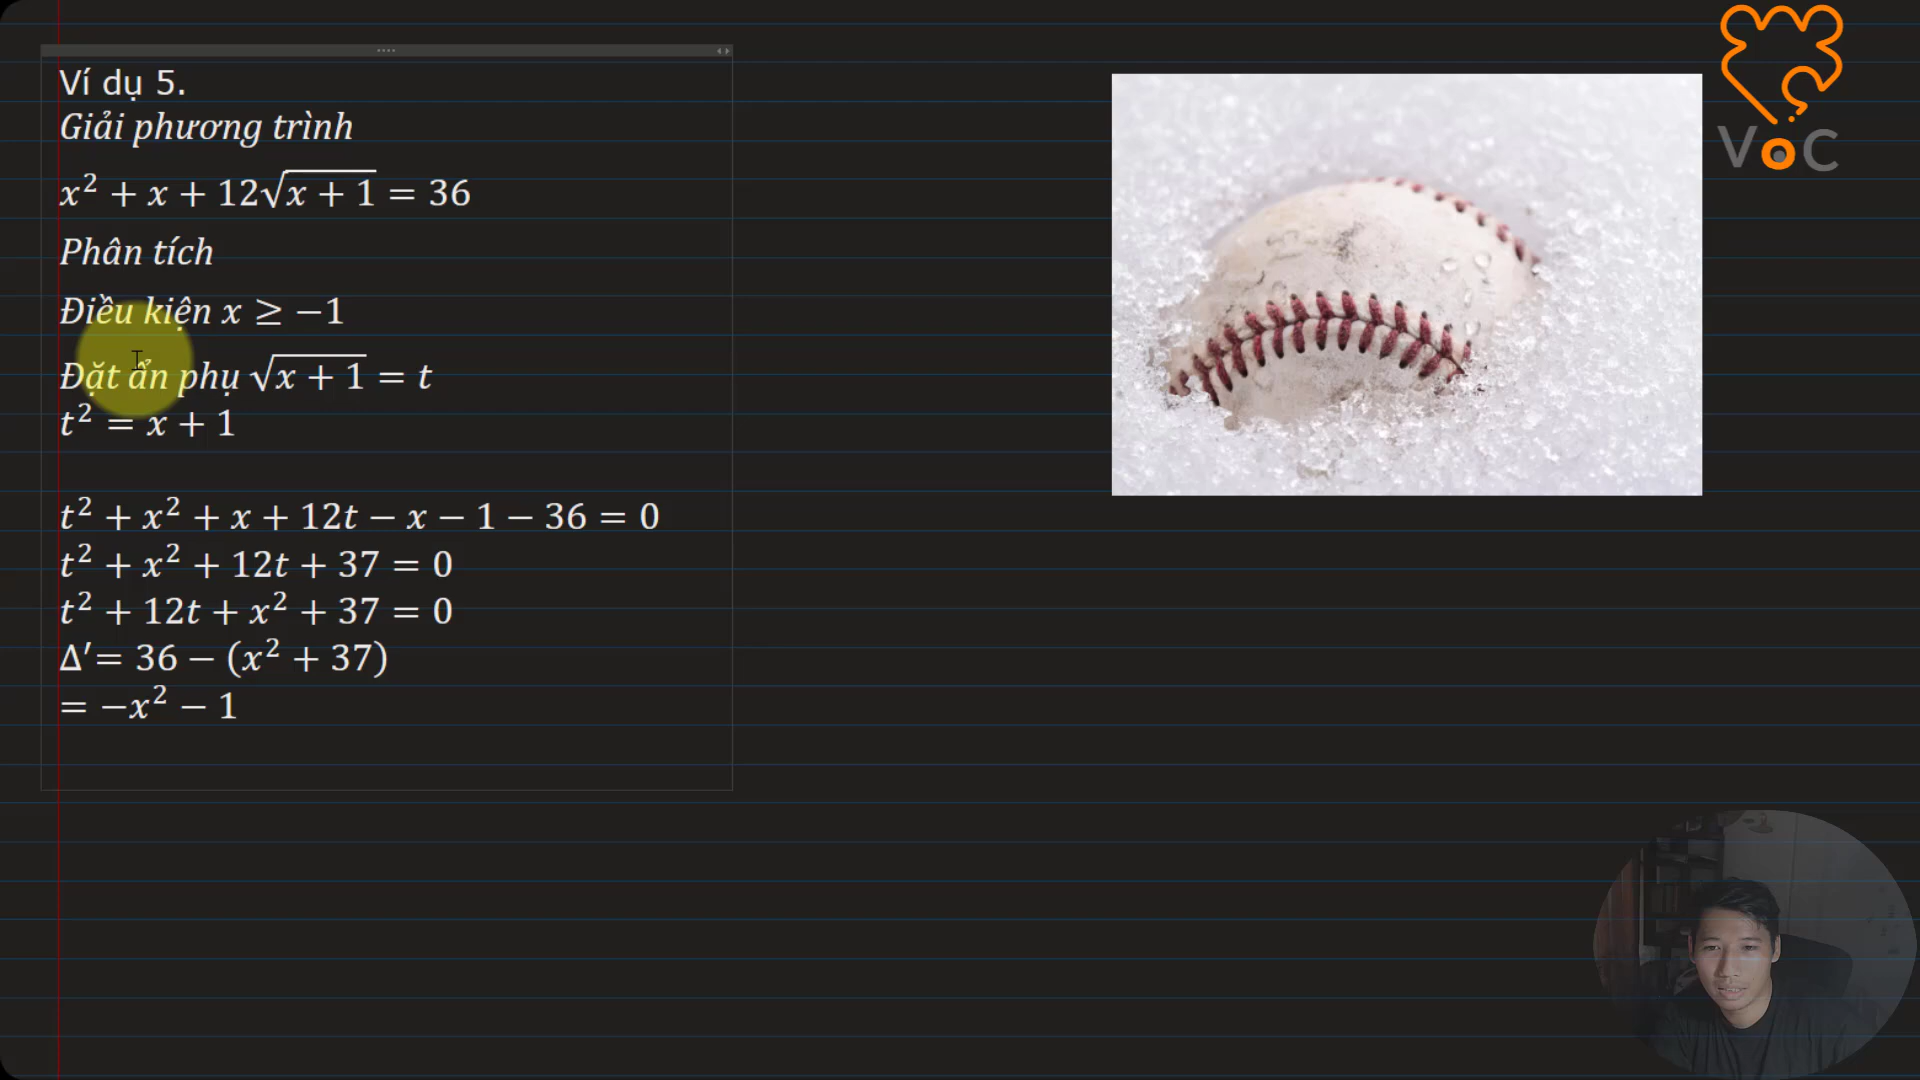 Ví dụ 5.
Giải phương trình
x² + x + 12√(x + 1) = 36
Phân tích
Điều kiện x ≥ −1
Đặt ẩn phụ √(x + 1) = t
t² = x + 1
t² + x² + x + 12t − x − 1 − 36 = 0
t² + x² + 12t + 37 = 0
t² + 12t + x² + 37 = 0
Δ′= 36 − (x² + 37)
= −x² − 1
VOC